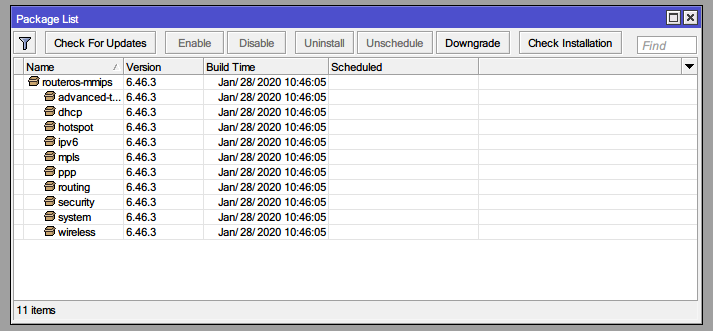 Package List
Check For Updates Enable Disable Uninstall Unschedule Downgrade Check Installation Find
Name Version Build Time Scheduled
routeros-mmips 6.46.3 Jan/28/2020 10:46:05
advanced-t... 6.46.3 Jan/28/2020 10:46:05
dhcp 6.46.3 Jan/28/2020 10:46:05
hotspot 6.46.3 Jan/28/2020 10:46:05
ipv6 6.46.3 Jan/28/2020 10:46:05
mpls 6.46.3 Jan/28/2020 10:46:05
ppp 6.46.3 Jan/28/2020 10:46:05
routing 6.46.3 Jan/28/2020 10:46:05
security 6.46.3 Jan/28/2020 10:46:05
system 6.46.3 Jan/28/2020 10:46:05
wireless 6.46.3 Jan/28/2020 10:46:05
11 items